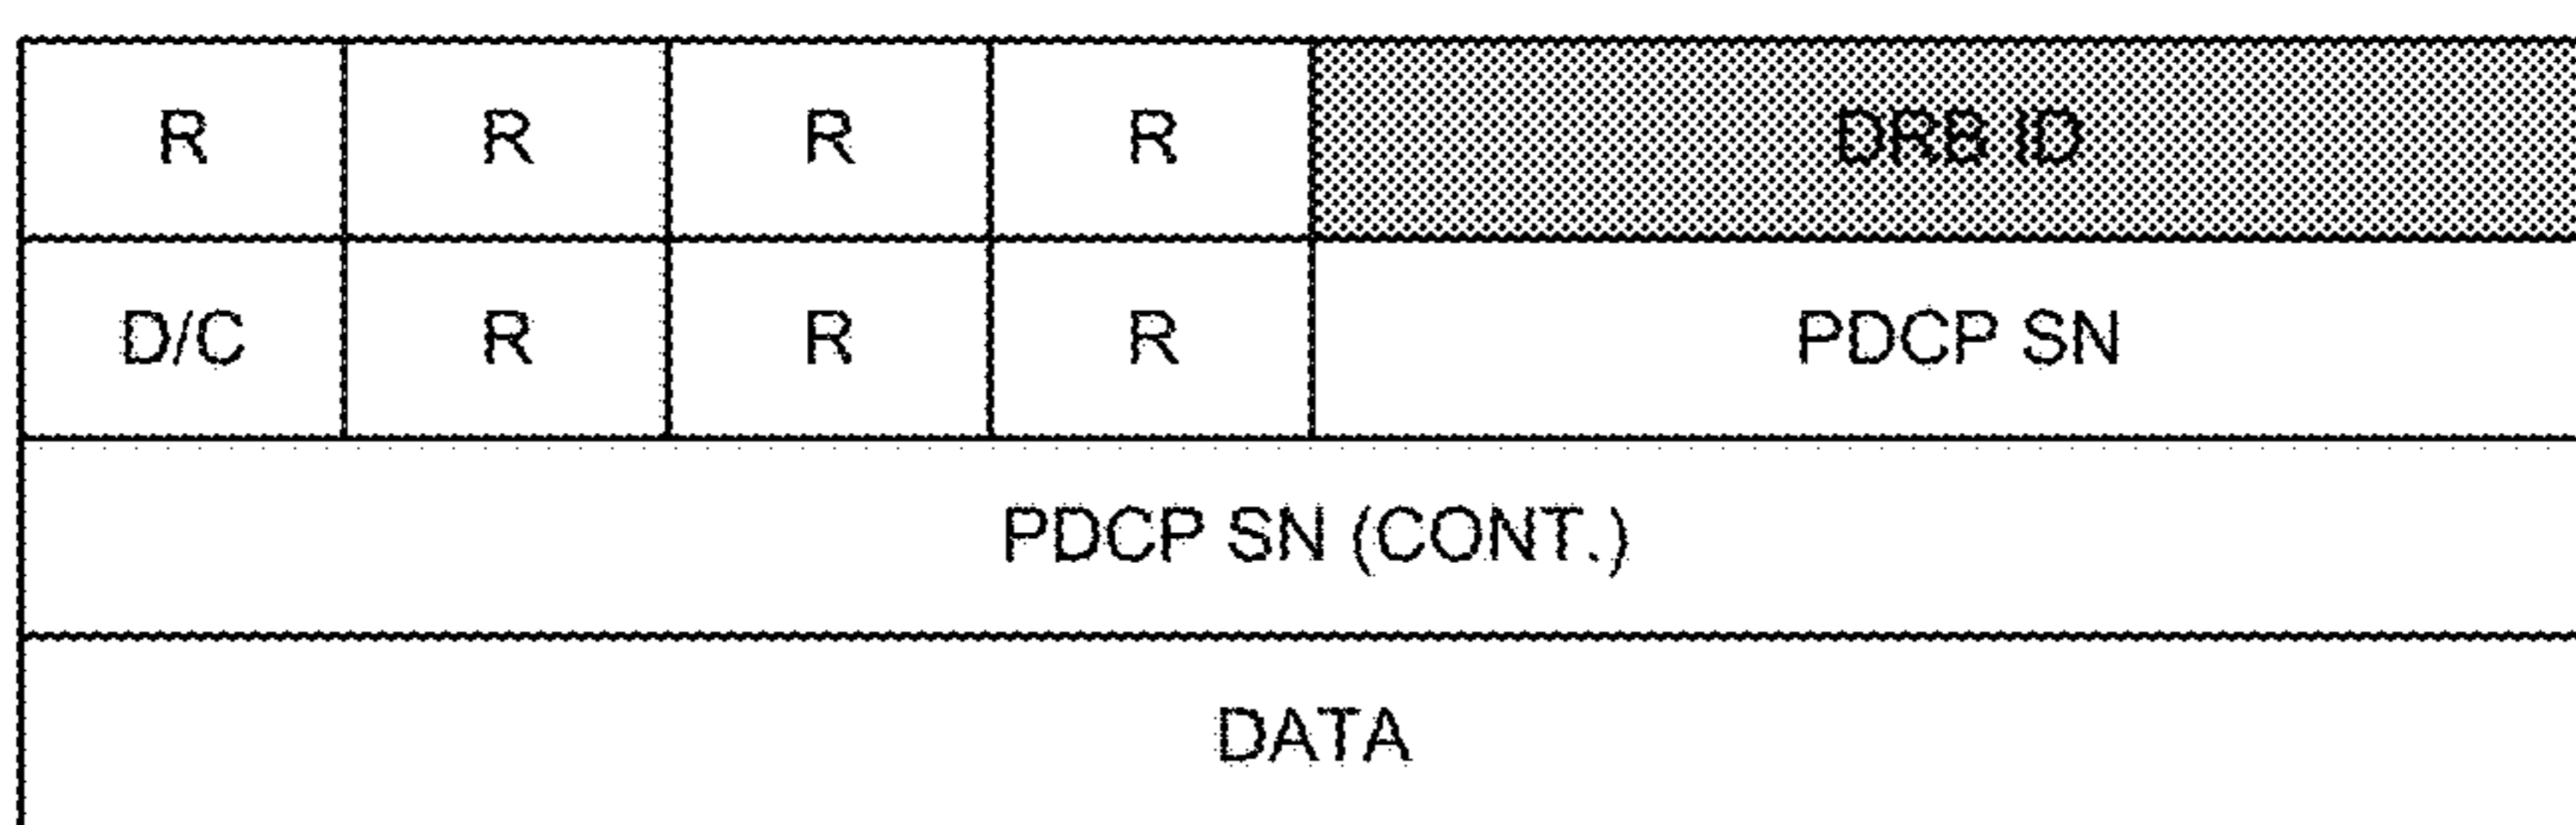 R R R R DRB ID
D/C R R R PDCP SN
PDCP SN (CONT.)
DATA